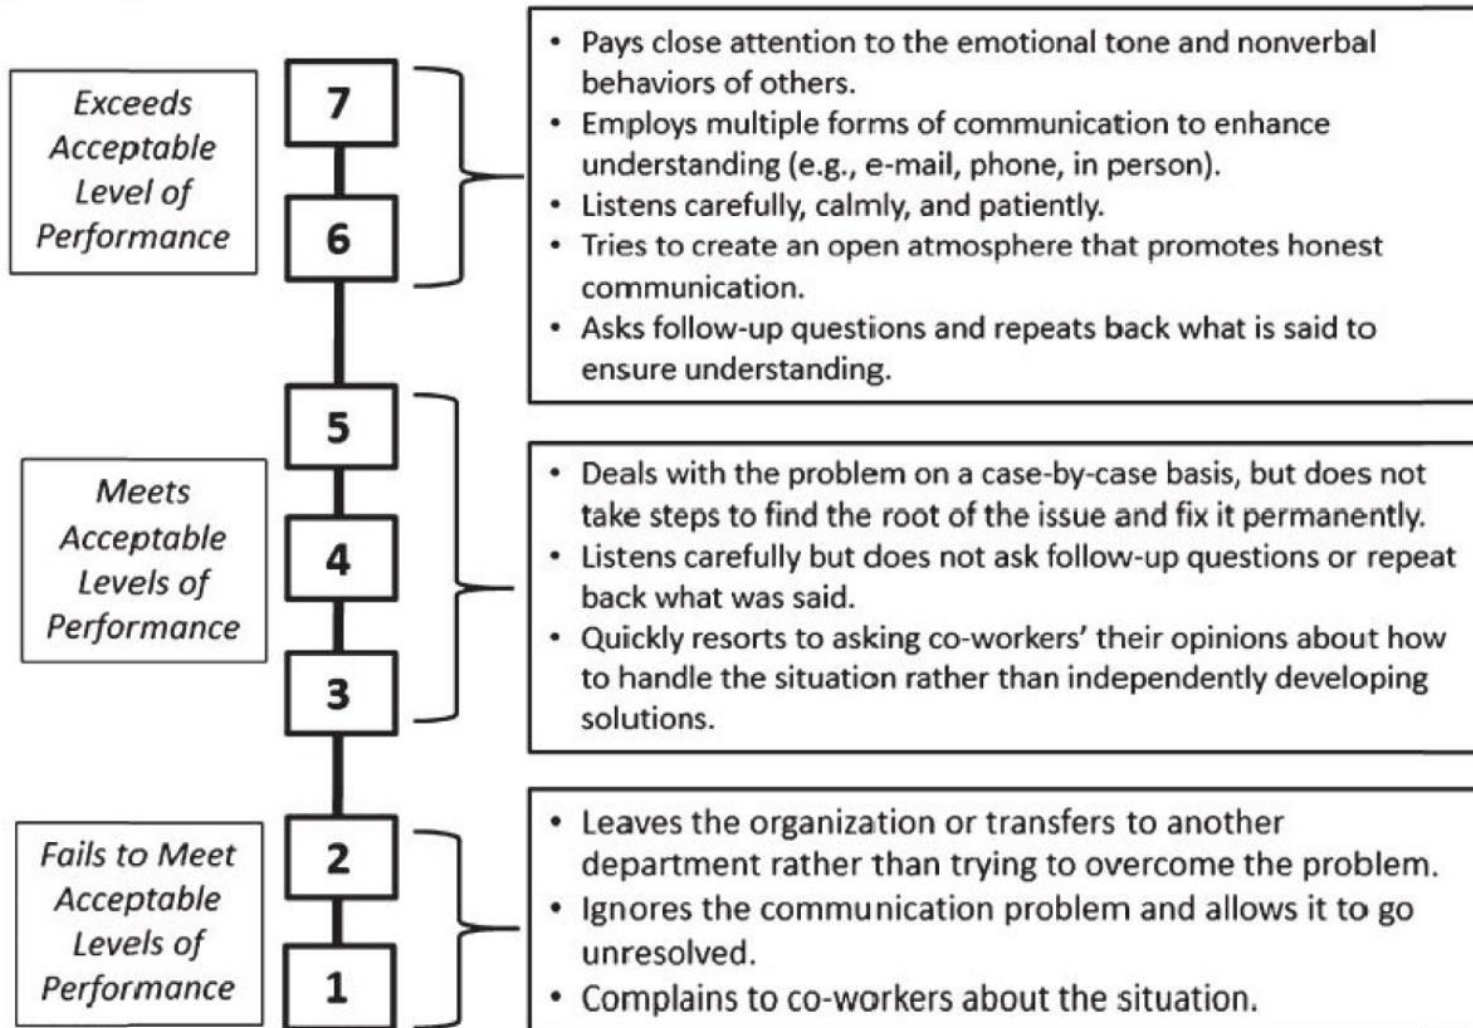 Exceeds
Acceptable
Level of
Performance
7
6
• Pays close attention to the emotional tone and nonverbal
behaviors of others.
• Employs multiple forms of communication to enhance
understanding (e.g., e-mail, phone, in person).
• Listens carefully, calmly, and patiently.
• Tries to create an open atmosphere that promotes honest
communication.
• Asks follow-up questions and repeats back what is said to
ensure understanding.
Meets
Acceptable
Levels of
Performance
5
4
3
• Deals with the problem on a case-by-case basis, but does not
take steps to find the root of the issue and fix it permanently.
• Listens carefully but does not ask follow-up questions or repeat
back what was said.
• Quickly resorts to asking co-workers’ their opinions about how
to handle the situation rather than independently developing
solutions.
Fails to Meet
Acceptable
Levels of
Performance
2
1
• Leaves the organization or transfers to another
department rather than trying to overcome the problem.
• Ignores the communication problem and allows it to go
unresolved.
• Complains to co-workers about the situation.